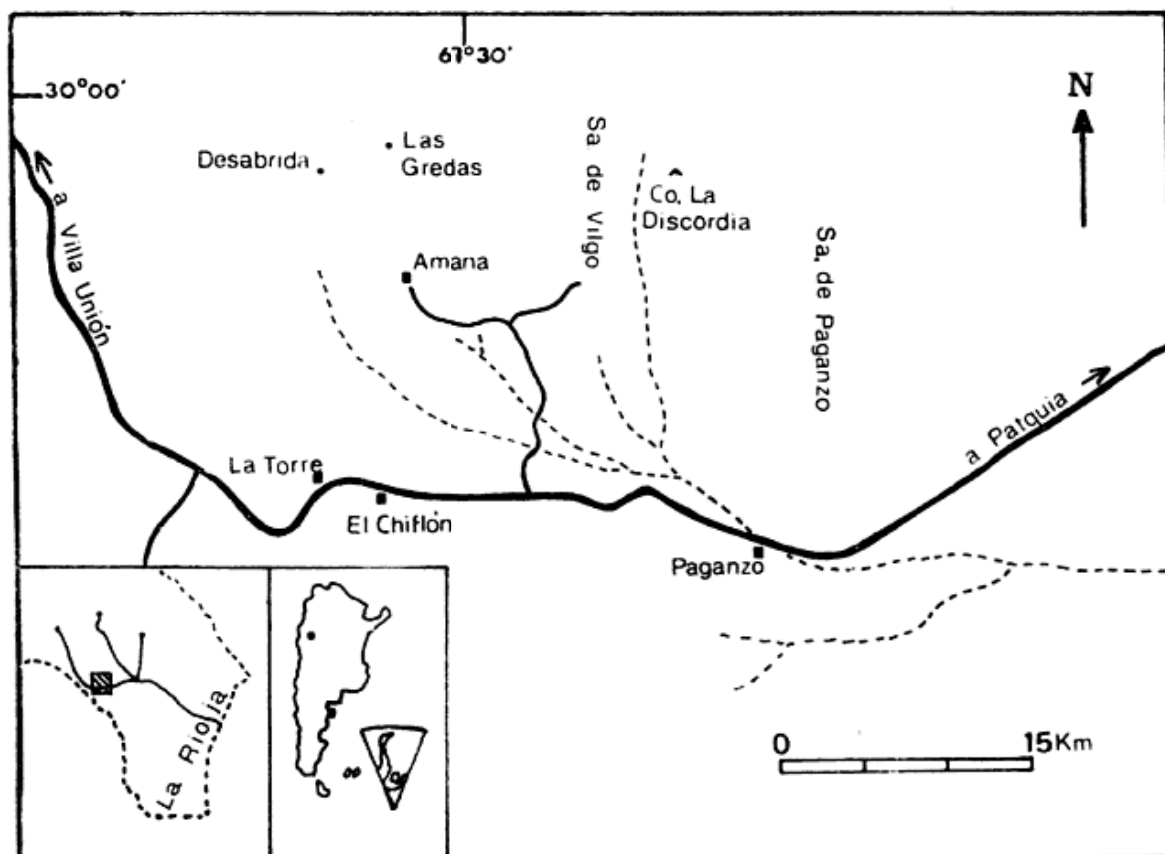 67°30'
30°00'
N
Las
Gredas
Desabrida
Sa de Vilgo
Co. La
Discordia
Sa. de Paganzo
Amana
a Villa Unión
a Patquia
La Torre
El Chiflón
Paganzo
La Rioja
0 15Km